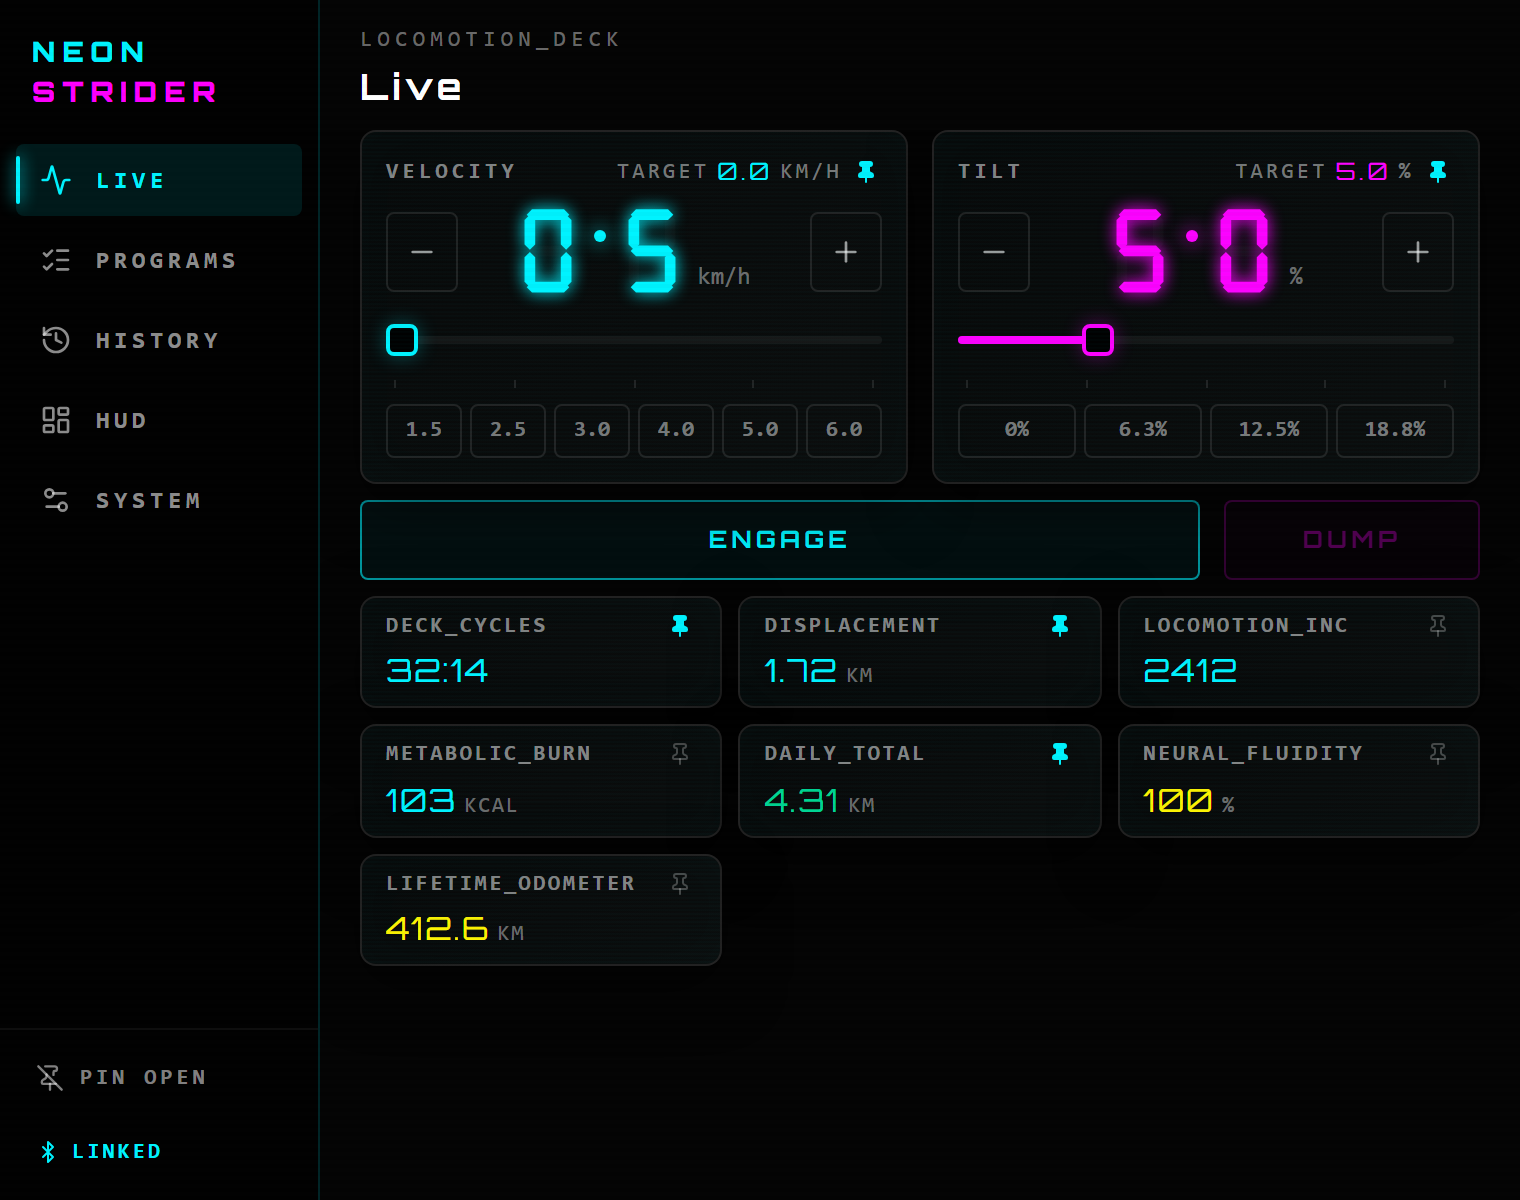 NEON
STRIDER
LIVE
PROGRAMS
HISTORY
HUD
SYSTEM
PIN OPEN
LINKED
LOCOMOTION_DECK
Live
VELOCITY TARGET 0.0 KM/H
0.5 km/h
1.5 2.5 3.0 4.0 5.0 6.0
TILT TARGET 5.0 %
5.0 %
0% 6.3% 12.5% 18.8%
ENGAGE DUMP
DECK_CYCLES
32:14
DISPLACEMENT
1.72 KM
LOCOMOTION_INC
2412
METABOLIC_BURN
103 KCAL
DAILY_TOTAL
4.31 KM
NEURAL_FLUIDITY
100 %
LIFETIME_ODOMETER
412.6 KM